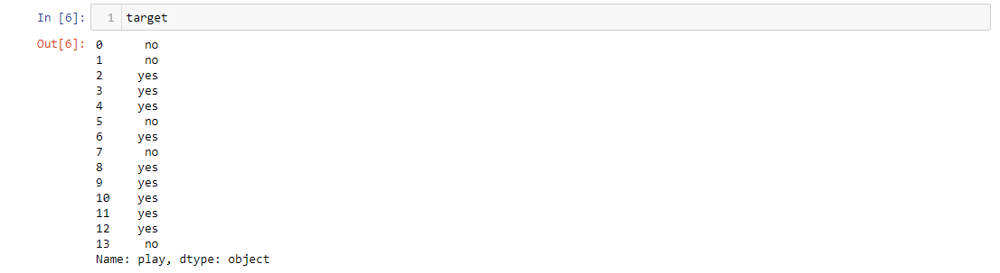 In [6]: 1 target
Out[6]: 0 no
1 no
2 yes
3 yes
4 yes
5 no
6 yes
7 no
8 yes
9 yes
10 yes
11 yes
12 yes
13 no
Name: play, dtype: object